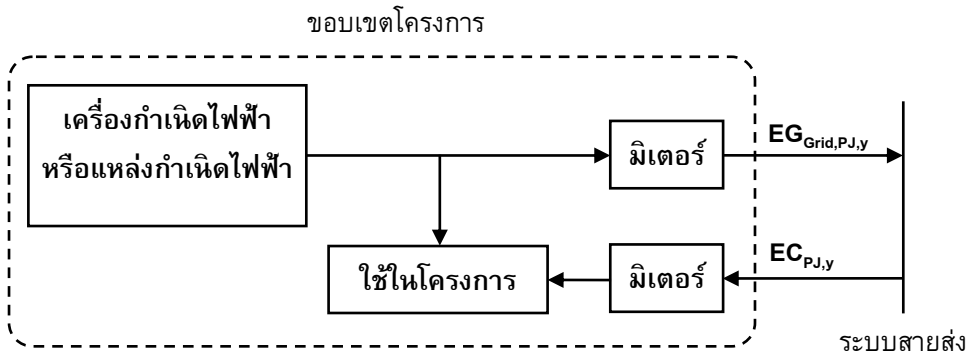 ขอบเขตโครงการ
เครื่องกำเนิดไฟฟ้า
หรือแหล่งกำเนิดไฟฟ้า
มิเตอร์
EG_Grid,PJ,y
ใช้ในโครงการ
มิเตอร์
EC_PJ,y
ระบบสายส่ง